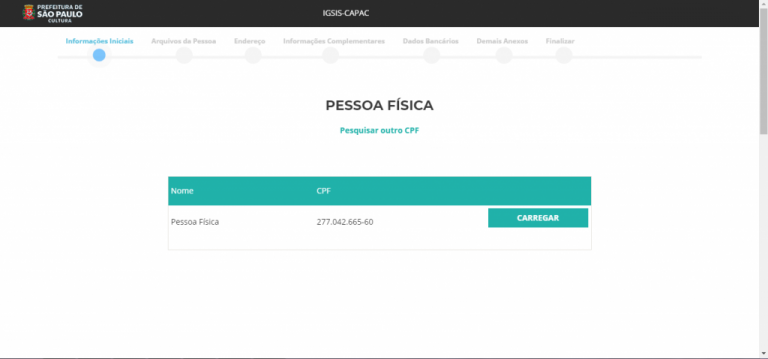 PREFEITURA DE
SÃO PAULO
CULTURA
IGSIS-CAPAC
Informações Iniciais Arquivos da Pessoa Endereço Informações Complementares Dados Bancários Demais Anexos Finalizar
PESSOA FÍSICA
Pesquisar outro CPF
Nome CPF
Pessoa Física 277.042.665-60 CARREGAR